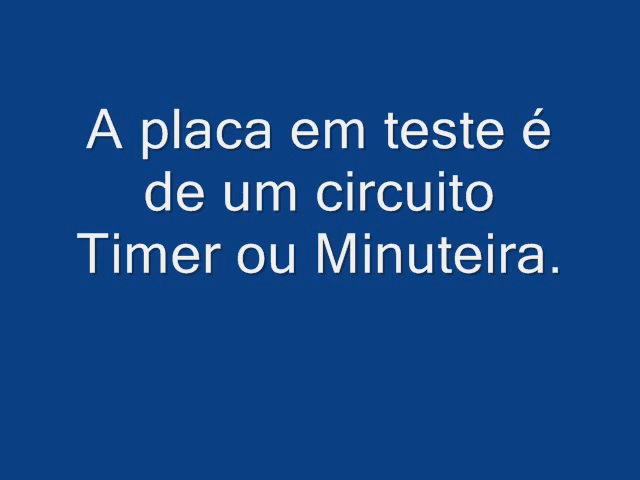 A placa em teste é
de um circuito
Timer ou Minuteira.